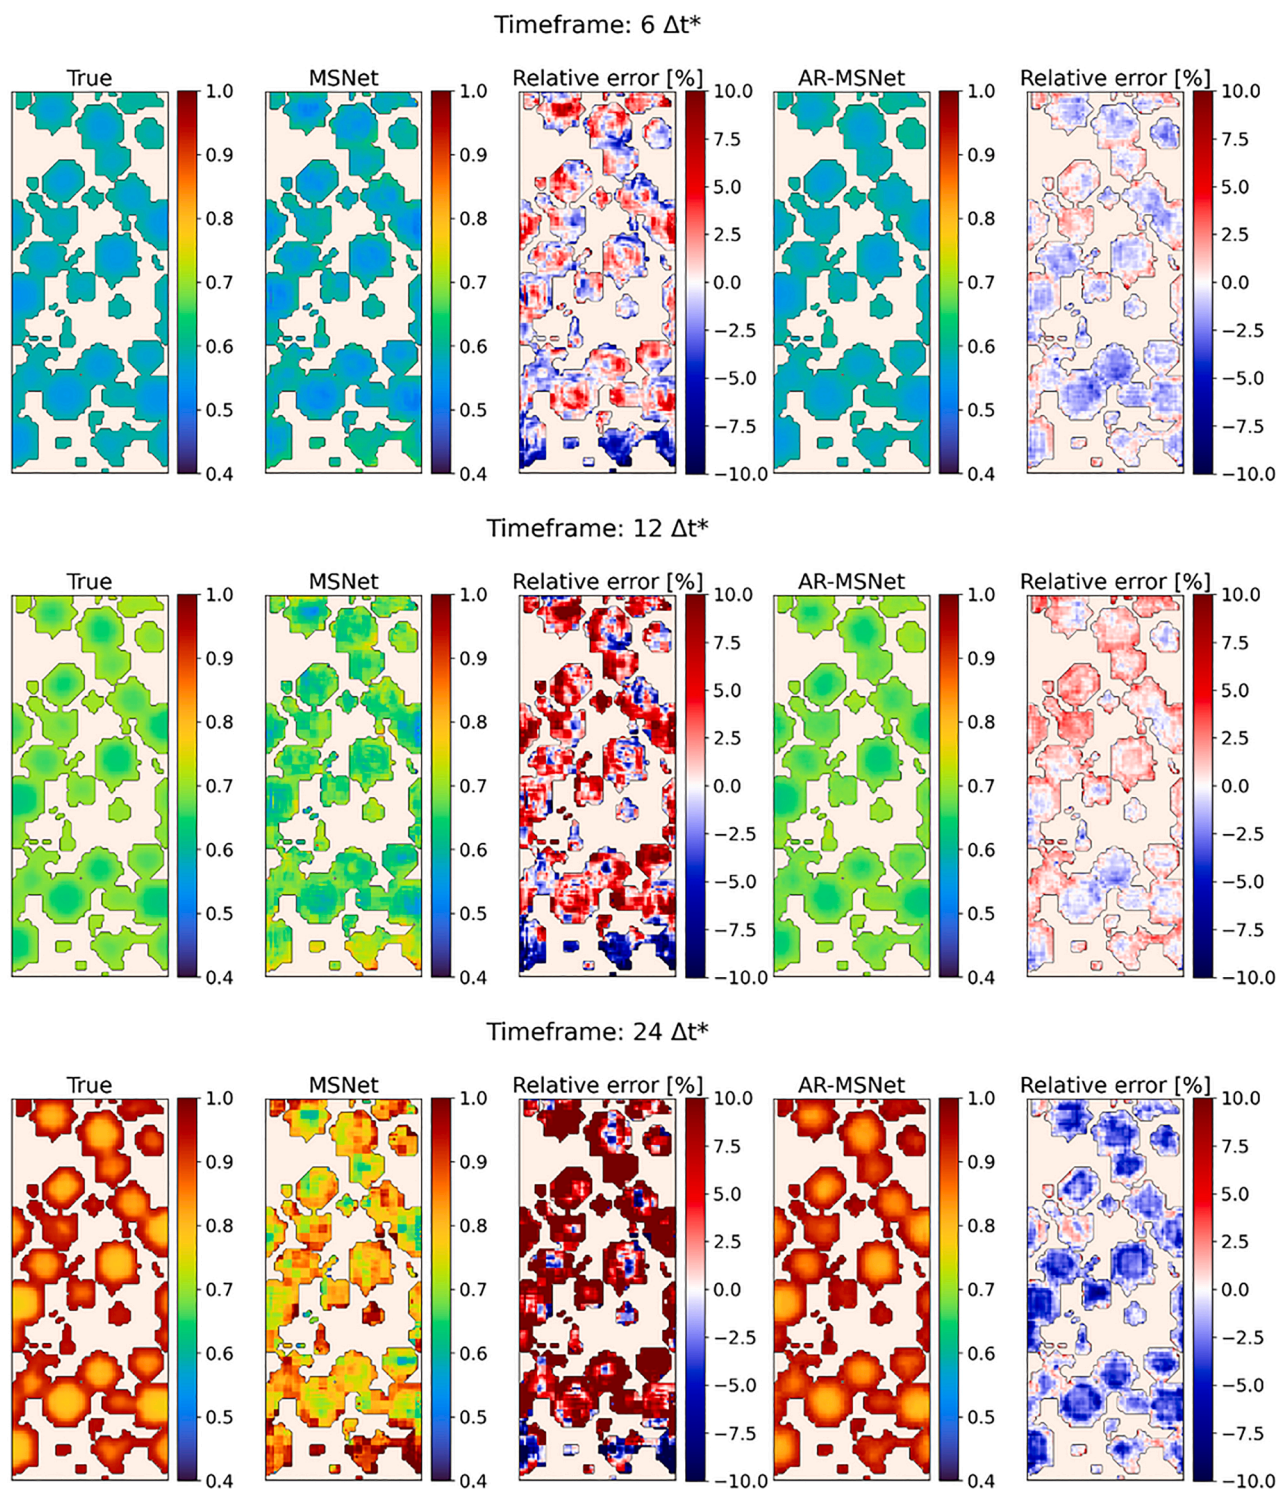 Timeframe: 6 Δt*
True MSNet Relative error [%] AR-MSNet Relative error [%]
1.0 1.0 10.0 1.0 10.0
7.5 7.5
0.9 0.9 0.9
5.0 5.0
0.8 0.8 0.8
2.5 2.5
0.7 0.7 0.0 0.7 0.0
−2.5 −2.5
0.6 0.6 0.6
−5.0 −5.0
0.5 0.5 0.5
−7.5 −7.5
0.4 0.4 −10.0 0.4 −10.0
Timeframe: 12 Δt*
True MSNet Relative error [%] AR-MSNet Relative error [%]
1.0 1.0 10.0 1.0 10.0
7.5 7.5
0.9 0.9 0.9
5.0 5.0
0.8 0.8 0.8
2.5 2.5
0.7 0.7 0.0 0.7 0.0
−2.5 −2.5
0.6 0.6 0.6
−5.0 −5.0
0.5 0.5 0.5
−7.5 −7.5
0.4 0.4 −10.0 0.4 −10.0
Timeframe: 24 Δt*
True MSNet Relative error [%] AR-MSNet Relative error [%]
1.0 1.0 10.0 1.0 10.0
7.5 7.5
0.9 0.9 0.9
5.0 5.0
0.8 0.8 0.8
2.5 2.5
0.7 0.7 0.0 0.7 0.0
−2.5 −2.5
0.6 0.6 0.6
−5.0 −5.0
0.5 0.5 0.5
−7.5 −7.5
0.4 0.4 −10.0 0.4 −10.0